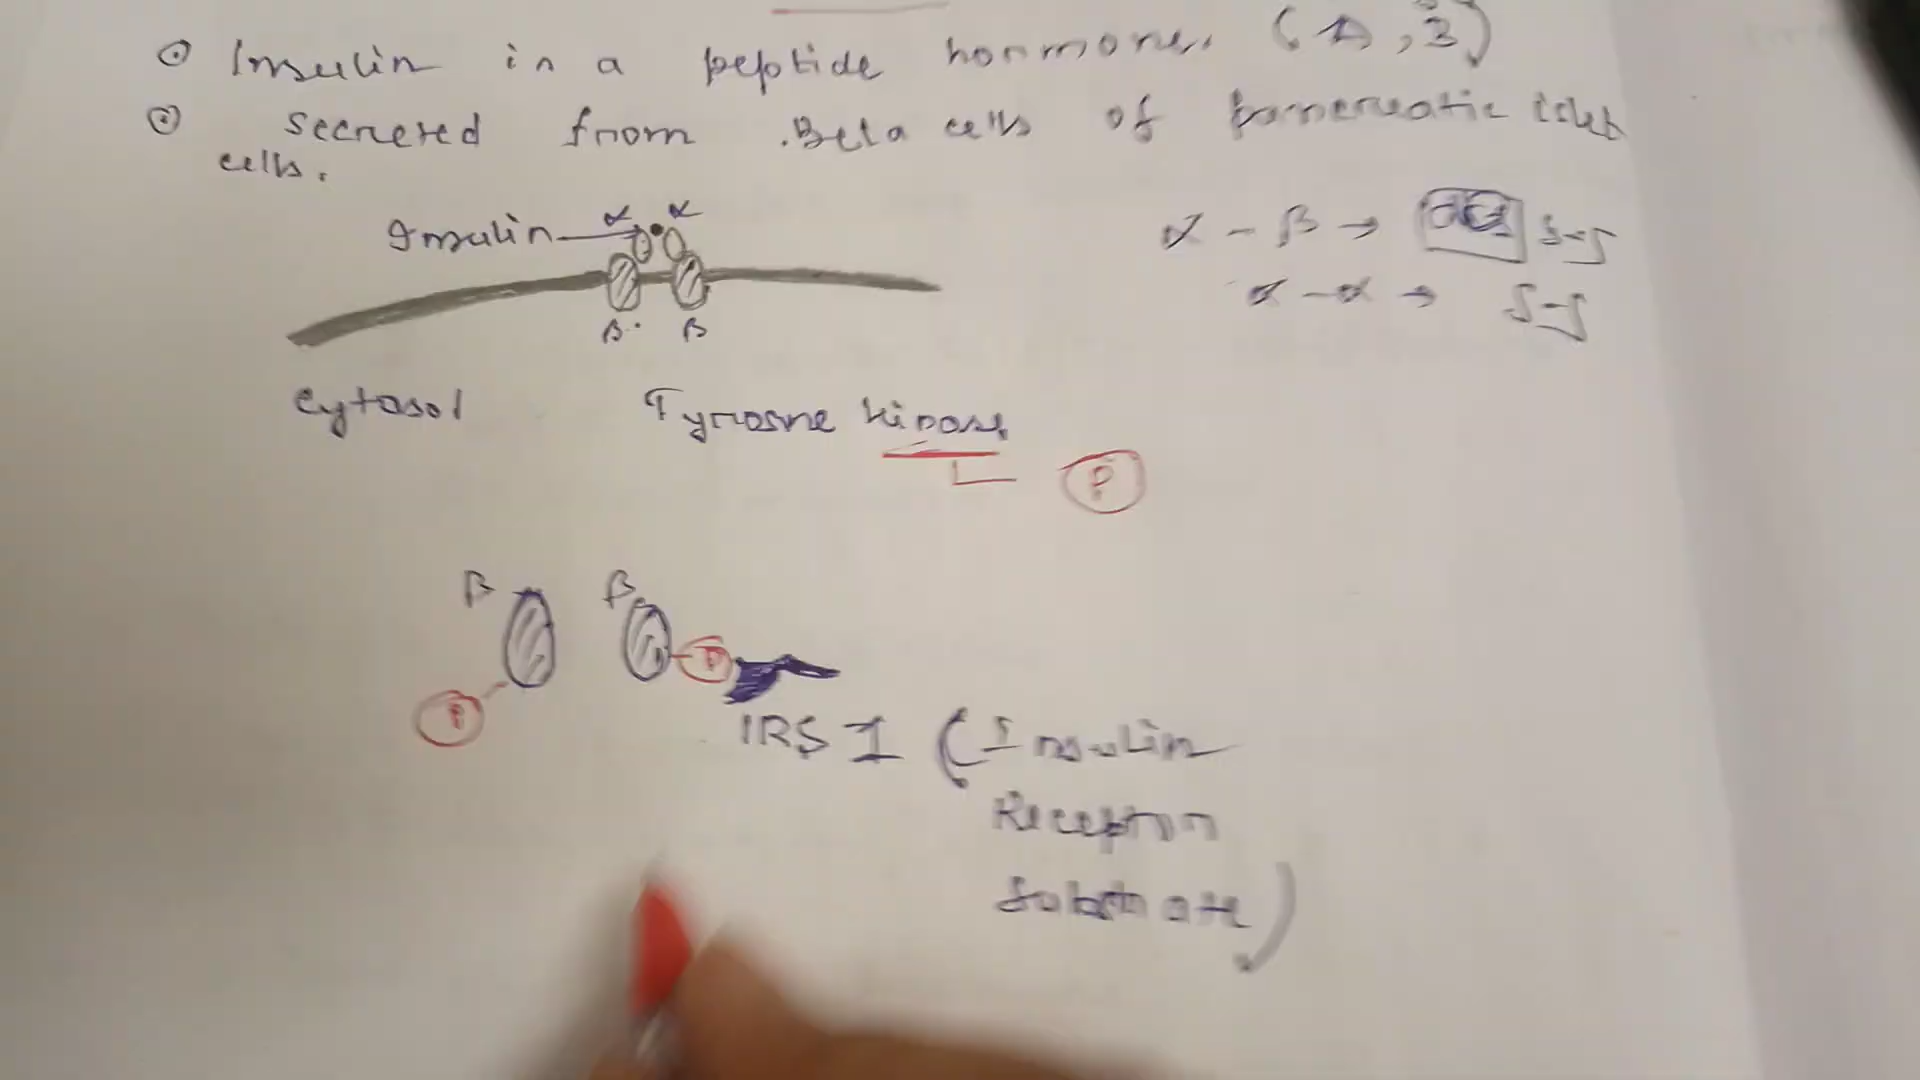 Insulin is a peptide hormone. (A, B)
secreted from Beta cells of pancreatic islet
cells.
Insulin α α
α - β → S-S
α - α → S-S
β β
Cytosol Tyrosine kinase
P
β β
P P
IRS 1 (Insulin
Receptor
Substrate)